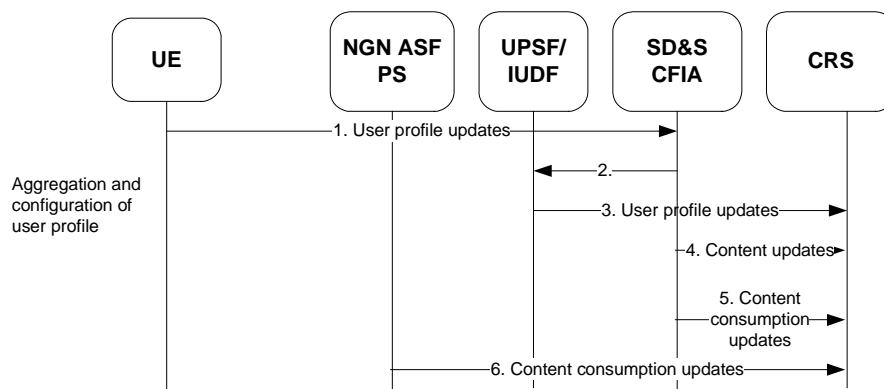 UE
NGN ASF
PS
UPSF/
IUDF
SD&S
CFIA
CRS
1. User profile updates
Aggregation and
configuration of
user profile
2.
3. User profile updates
4. Content updates
5. Content
consumption
updates
6. Content consumption updates